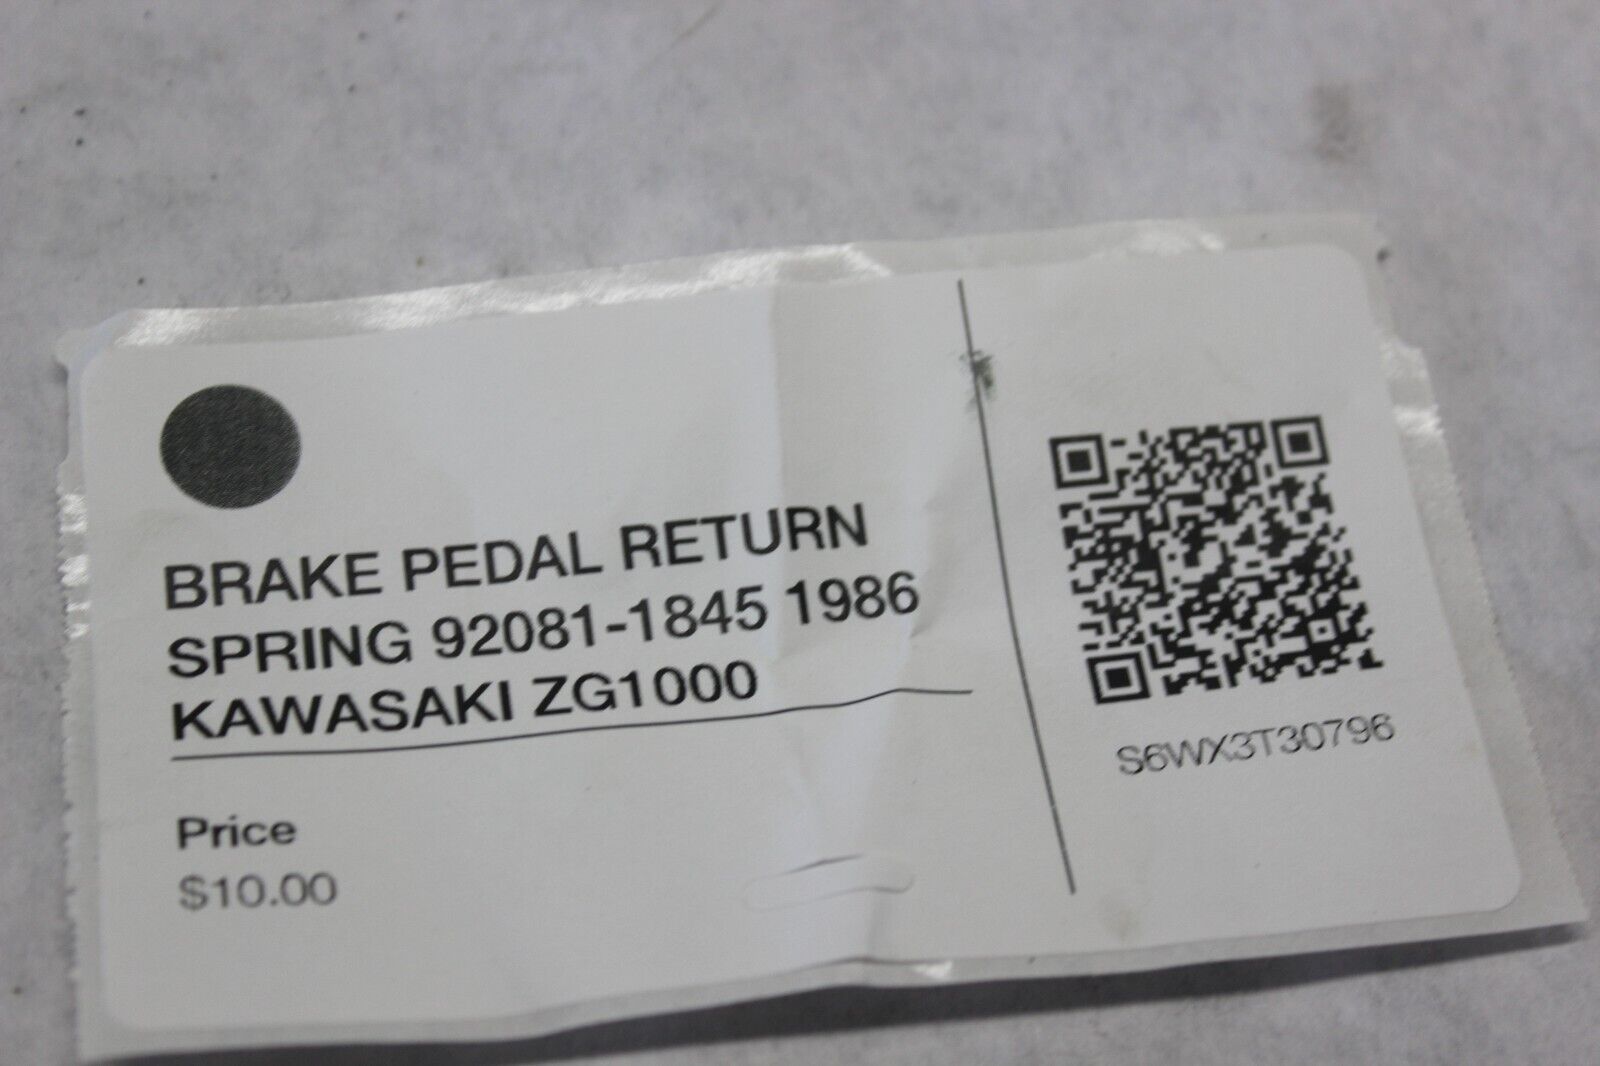 BRAKE PEDAL RETURN
SPRING 92081-1845 1986
KAWASAKI ZG1000
Price
$10.00
S6WX3T30796